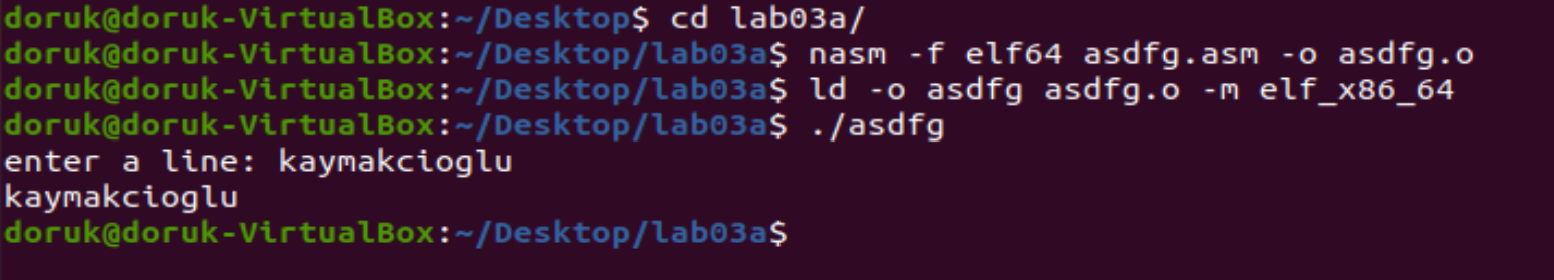 doruk@doruk-VirtualBox:~/Desktop$ cd lab03a/
doruk@doruk-VirtualBox:~/Desktop/lab03a$ nasm -f elf64 asdfg.asm -o asdfg.o
doruk@doruk-VirtualBox:~/Desktop/lab03a$ ld -o asdfg asdfg.o -m elf_x86_64
doruk@doruk-VirtualBox:~/Desktop/lab03a$ ./asdfg
enter a line: kaymakcioglu
kaymakcioglu
doruk@doruk-VirtualBox:~/Desktop/lab03a$